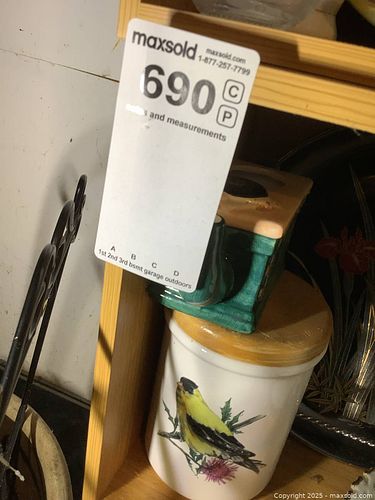 maxsold
maxsold.com
1-877-257-7799
690
C
P
and measurements
A B C D
1st 2nd 3rd bsmt garage outdoors
Copyright 2025 - maxsold.com